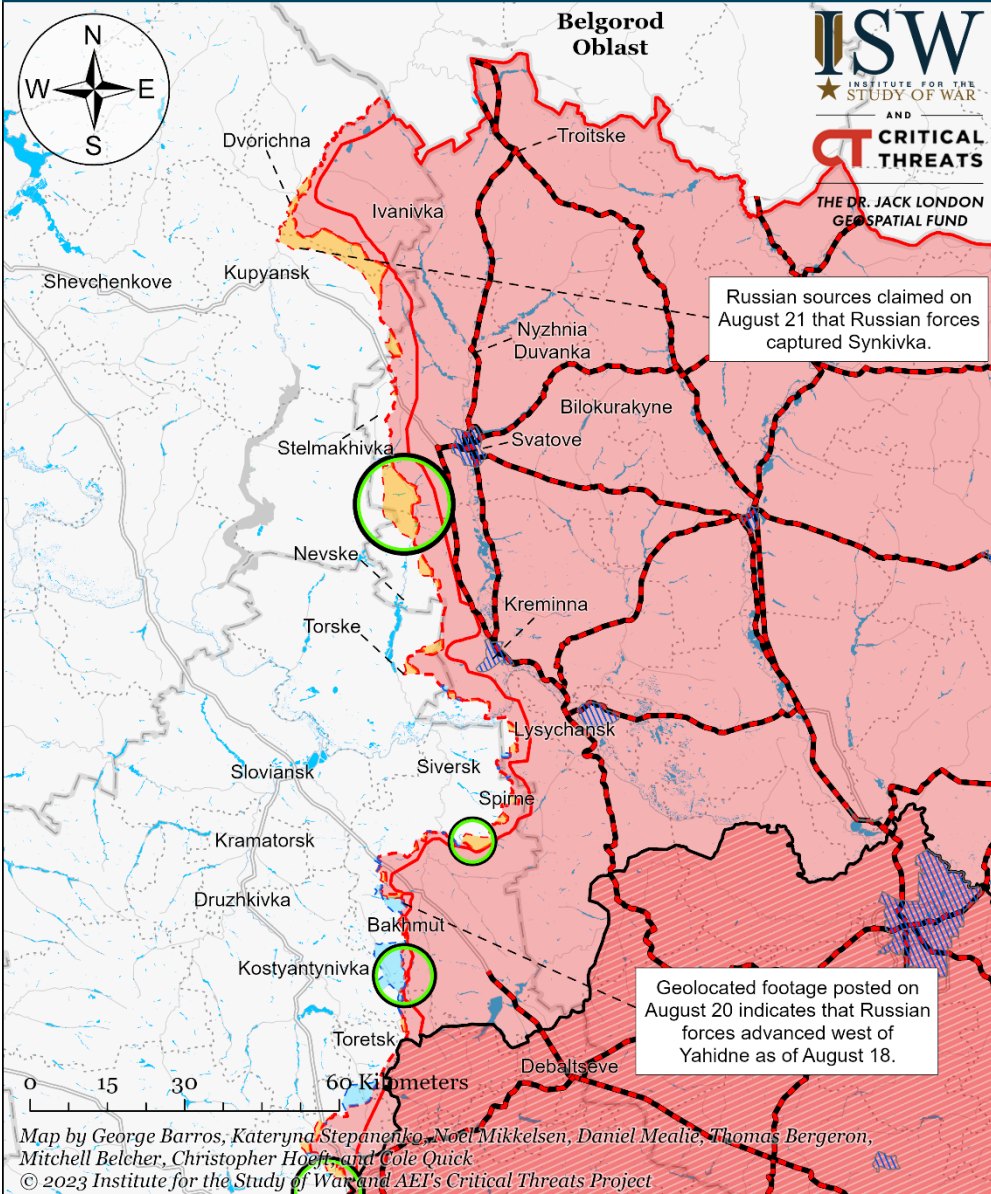 N
W
E
S
Belgorod
Oblast
ISW
INSTITUTE FOR THE
STUDY OF WAR
AND
CT CRITICAL
THREATS
THE DR. JACK LONDON
GEOSPATIAL FUND
Dvorichna
Troitske
Ivanivka
Shevchenkove
Kupyansk
Russian sources claimed on
August 21 that Russian forces
captured Synkivka.
Nyzhnia
Duvanka
Bilokurakyne
Stelmakhivka
Svatove
Nevske
Kreminna
Torske
Lysychansk
Sloviansk
Siversk
Spirne
Kramatorsk
Druzhkivka
Bakhmut
Kostyantynivka
Geolocated footage posted on
August 20 indicates that Russian
forces advanced west of
Yahidne as of August 18.
Toretsk
Debaltseve
0 15 30 60 Kilometers
Map by George Barros, Kateryna Stepanenko, Noel Mikkelsen, Daniel Mealie, Thomas Bergeron,
Mitchell Belcher, Christopher Hoeft, and Cole Quick
© 2023 Institute for the Study of War and AEI's Critical Threats Project